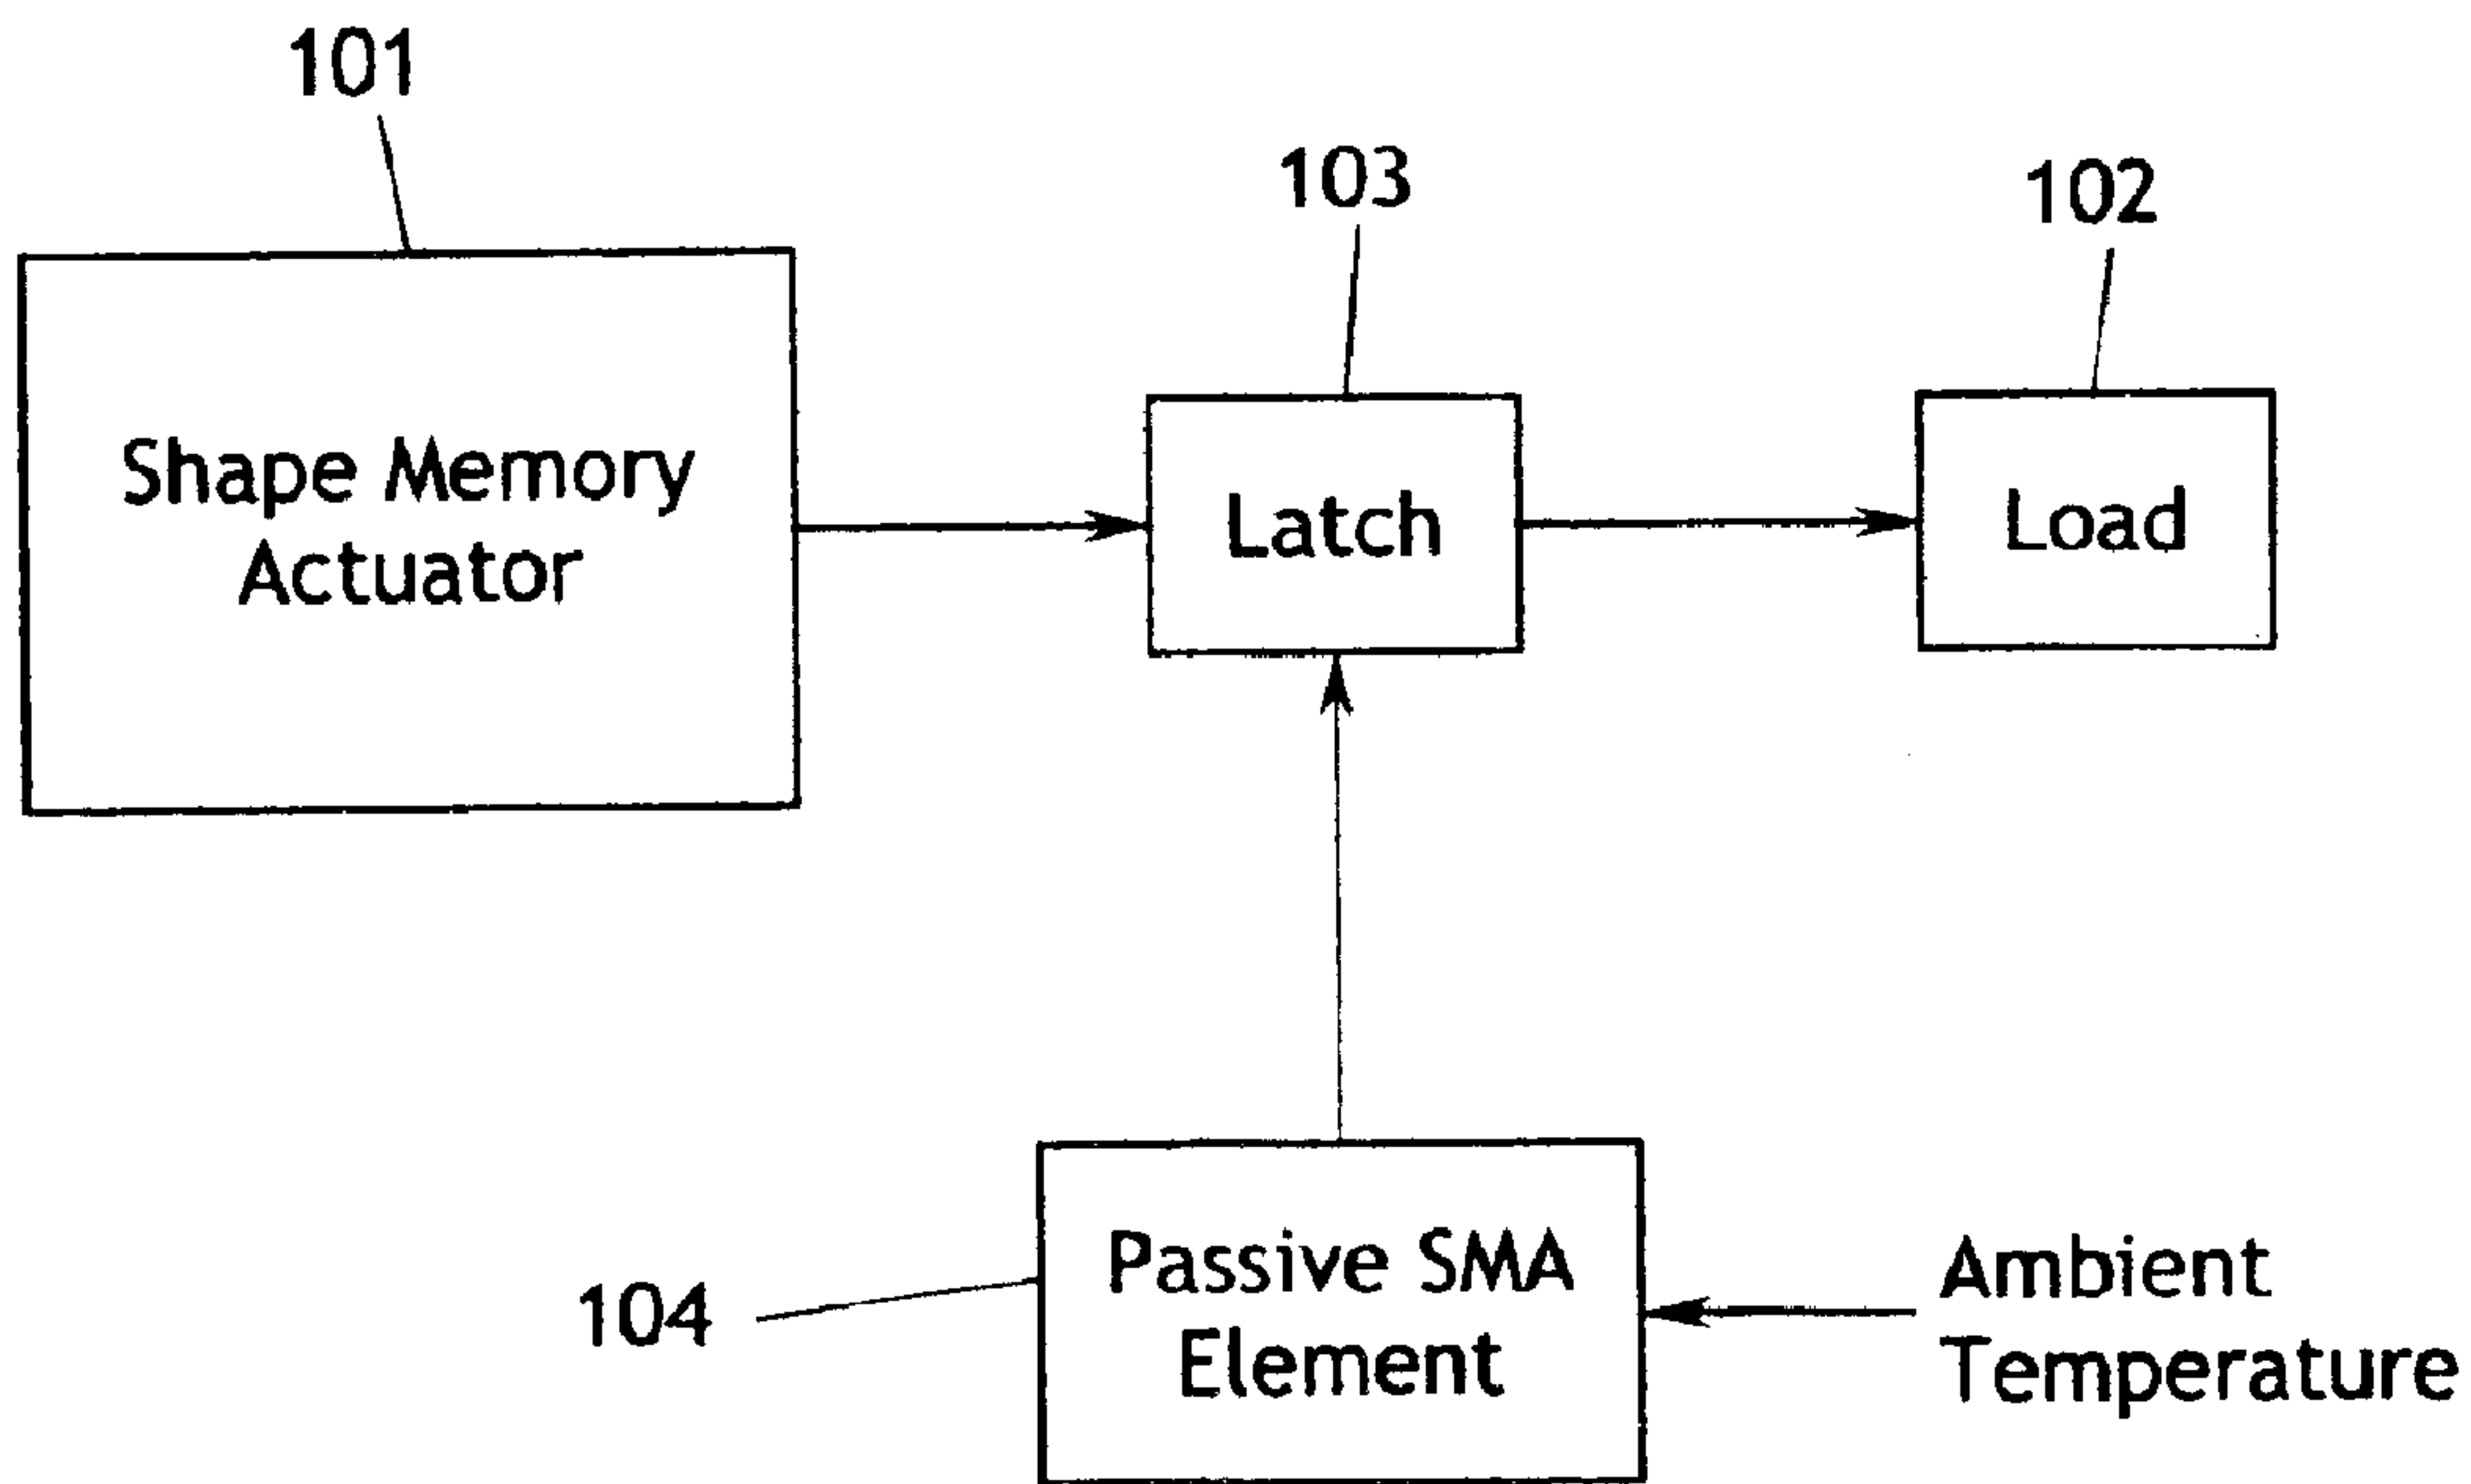 101
103
102
Shape Memory
Actuator
Latch
Load
Passive SMA
Element
104
Ambient
Temperature